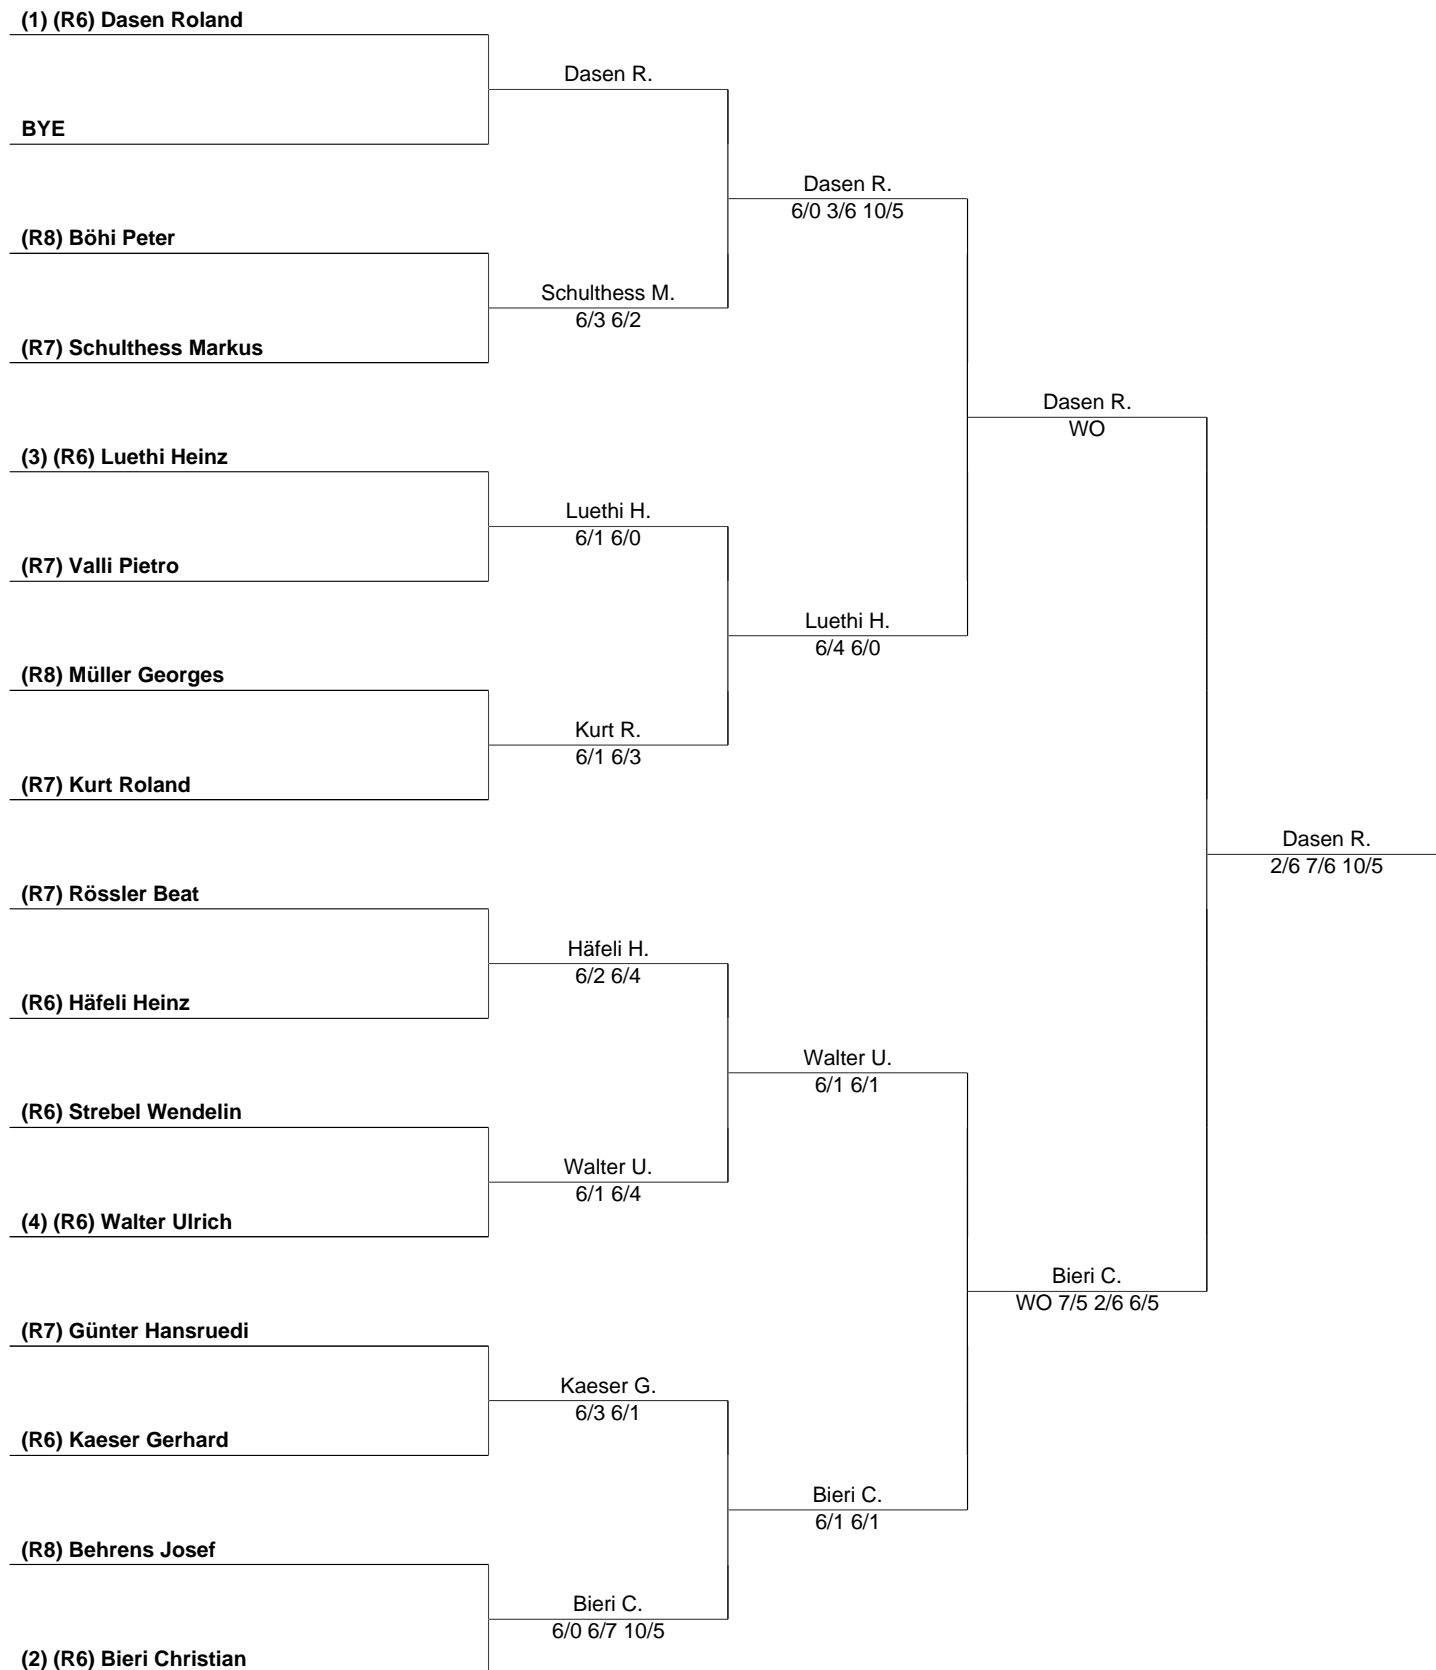 (1) (R6) Dasen Roland
Dasen R.
BYE
Dasen R.
6/0 3/6 10/5
(R8) Böhi Peter
Schulthess M.
6/3 6/2
(R7) Schulthess Markus
Dasen R.
WO
(3) (R6) Luethi Heinz
Luethi H.
6/1 6/0
(R7) Valli Pietro
Luethi H.
6/4 6/0
(R8) Müller Georges
Kurt R.
6/1 6/3
(R7) Kurt Roland
Dasen R.
2/6 7/6 10/5
(R7) Rössler Beat
Häfeli H.
6/2 6/4
(R6) Häfeli Heinz
Walter U.
6/1 6/1
(R6) Strebel Wendelin
Walter U.
6/1 6/4
(4) (R6) Walter Ulrich
Bieri C.
WO 7/5 2/6 6/5
(R7) Günter Hansruedi
Kaeser G.
6/3 6/1
(R6) Kaeser Gerhard
Bieri C.
6/1 6/1
(R8) Behrens Josef
Bieri C.
6/0 6/7 10/5
(2) (R6) Bieri Christian